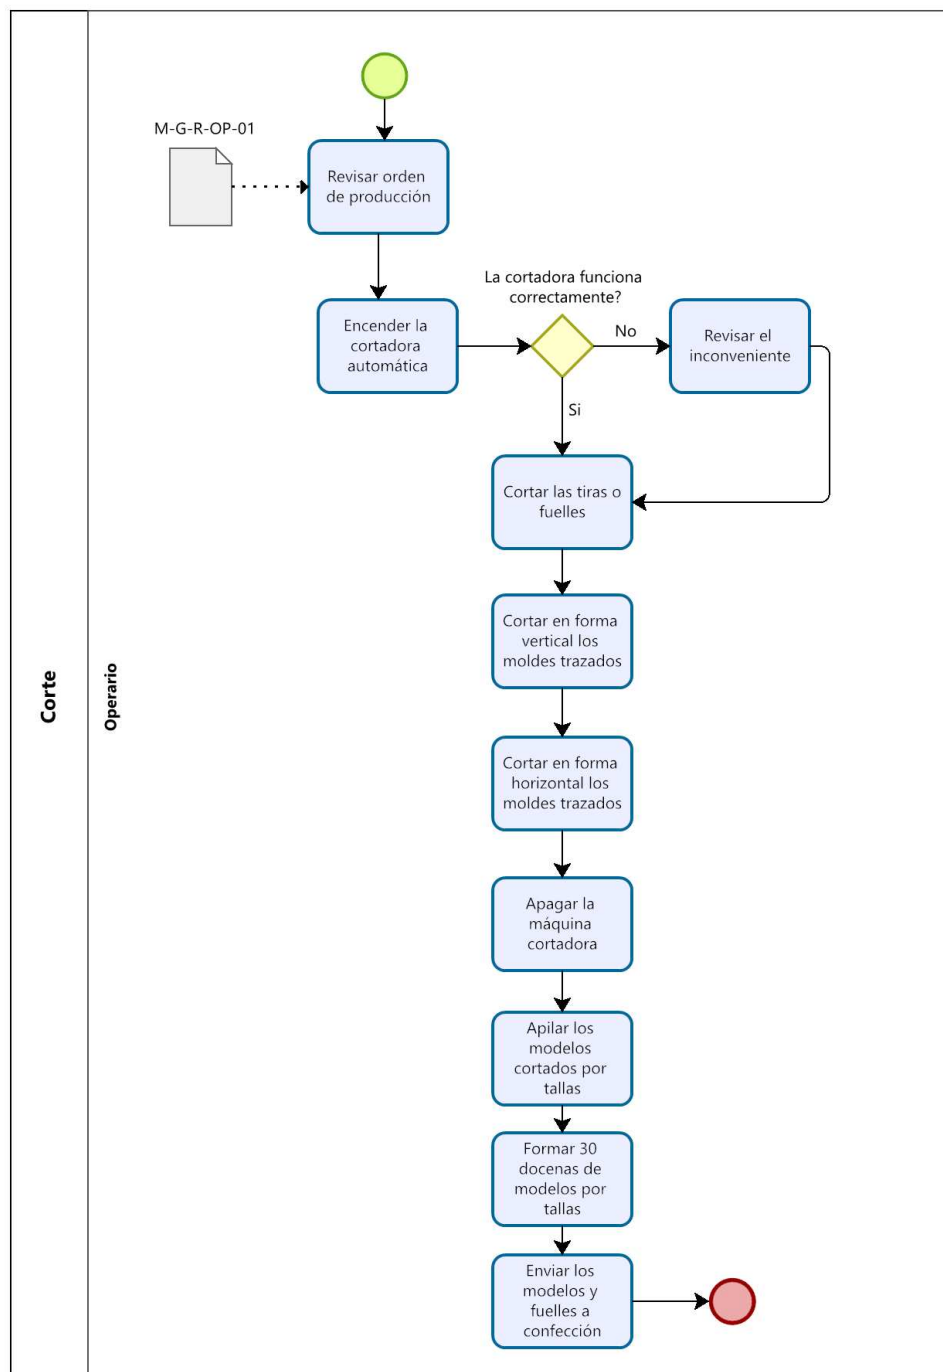 Corte
Operario
M-G-R-OP-01
Revisar orden
de producción
Encender la
cortadora
automática
La cortadora funciona
correctamente?
No
Revisar el
inconveniente
Si
Cortar las tiras o
fuelles
Cortar en forma
vertical los
moldes trazados
Cortar en forma
horizontal los
moldes trazados
Apagar la
máquina
cortadora
Apilar los
modelos
cortados por
tallas
Formar 30
docenas de
modelos por
tallas
Enviar los
modelos y
fuelles a
confección